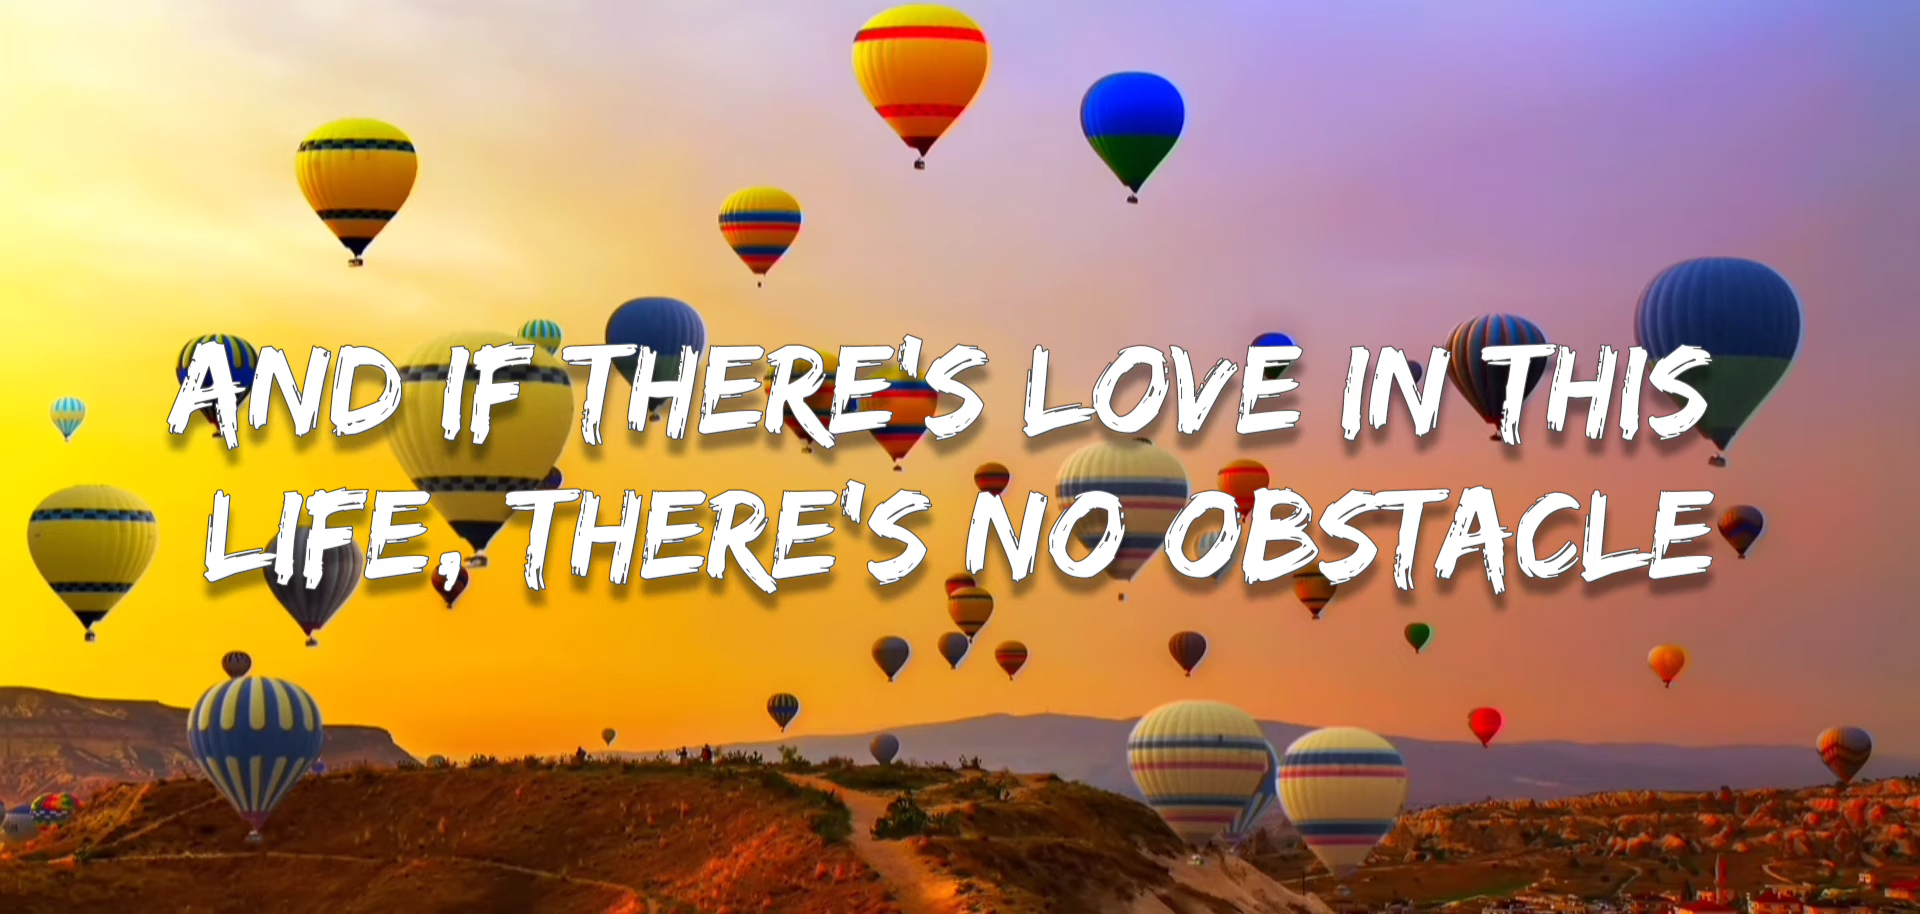 AND IF THERE'S LOVE IN THIS
LIFE, THERE'S NO OBSTACLE